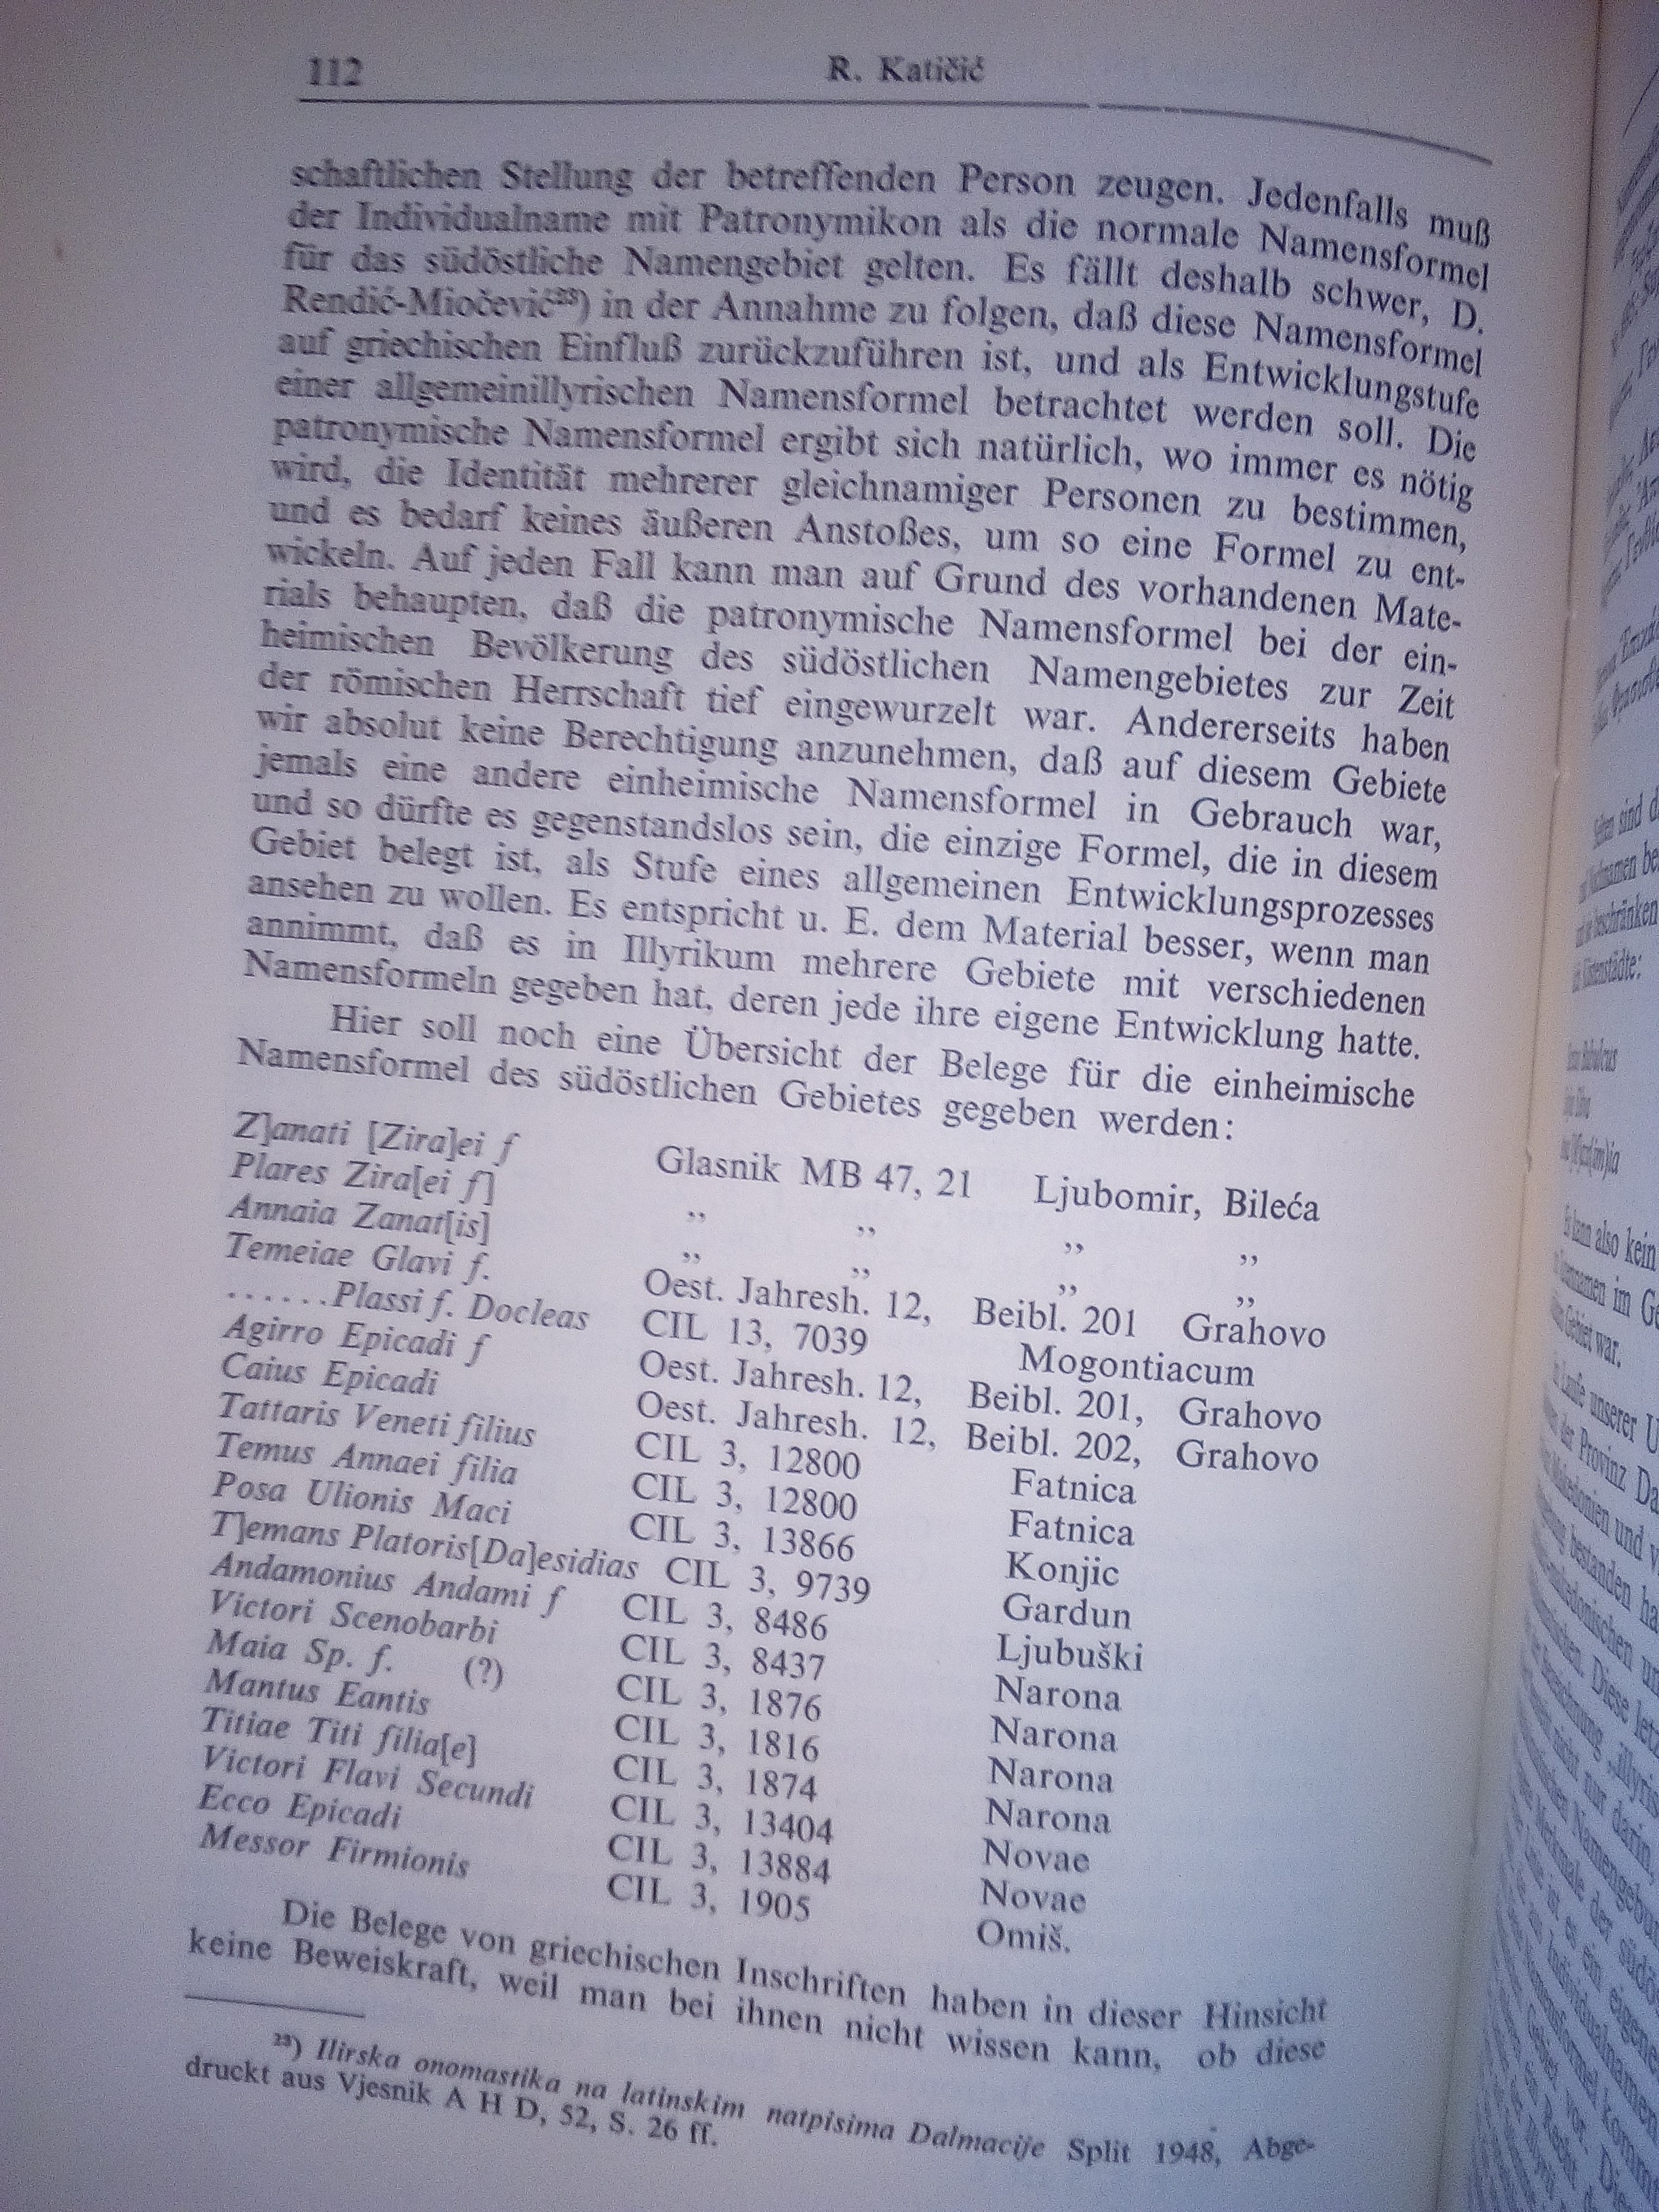 112 R. Katičić
schaftlichen Stellung der betreffenden Person zeugen. Jedenfalls muß
der Individualname mit Patronymikon als die normale Namensformel
für das südöstliche Namengebiet gelten. Es fällt deshalb schwer, D.
Rendić-Miočević²³) in der Annahme zu folgen, daß diese Namensformel
auf griechischen Einfluß zurückzuführen ist, und als Entwicklungstufe
einer allgemeinillyrischen Namensformel betrachtet werden soll. Die
patronymische Namensformel ergibt sich natürlich, wo immer es nötig
wird, die Identität mehrerer gleichnamiger Personen zu bestimmen,
und es bedarf keines äußeren Anstoßes, um so eine Formel zu ent-
wickeln. Auf jeden Fall kann man auf Grund des vorhandenen Mate-
rials behaupten, daß die patronymische Namensformel bei der ein-
heimischen Bevölkerung des südöstlichen Namengebietes zur Zeit
der römischen Herrschaft tief eingewurzelt war. Andererseits haben
wir absolut keine Berechtigung anzunehmen, daß auf diesem Gebiete
jemals eine andere einheimische Namensformel in Gebrauch war,
und so dürfte es gegenstandslos sein, die einzige Formel, die in diesem
Gebiet belegt ist, als Stufe eines allgemeinen Entwicklungsprozesses
ansehen zu wollen. Es entspricht u. E. dem Material besser, wenn man
annimmt, daß es in Illyrikum mehrere Gebiete mit verschiedenen
Namensformeln gegeben hat, deren jede ihre eigene Entwicklung hatte.
Hier soll noch eine Übersicht der Belege für die einheimische
Namensformel des südöstlichen Gebietes gegeben werden:
Z]anati [Zira]ei f Glasnik MB 47, 21 Ljubomir, Bileća
Plares Zira[ei f] ,, ,, ,, ,,
Annaia Zanat[is] ,, ,, ,, ,,
Temeiae Glavi f. Oest. Jahresh. 12, Beibl. 201 Grahovo
......Plassi f. Docleas CIL 13, 7039 Mogontiacum
Agirro Epicadi f Oest. Jahresh. 12, Beibl. 201, Grahovo
Caius Epicadi Oest. Jahresh. 12, Beibl. 202, Grahovo
Tattaris Veneti filius CIL 3, 12800 Fatnica
Temus Annaei filia CIL 3, 12800 Fatnica
Posa Ulionis Maci CIL 3, 13866 Konjic
T]emans Platoris[Da]esidias CIL 3, 9739 Gardun
Andamonius Andami f CIL 3, 8486 Ljubuški
Victori Scenobarbi CIL 3, 8437 Narona
Maia Sp. f. (?) CIL 3, 1876 Narona
Mantus Eantis CIL 3, 1816 Narona
Titiae Titi filia[e] CIL 3, 1874 Narona
Victori Flavi Secundi CIL 3, 13404 Novae
Ecco Epicadi CIL 3, 13884 Novae
Messor Firmionis CIL 3, 1905 Omiš.
Die Belege von griechischen Inschriften haben in dieser Hinsicht
keine Beweiskraft, weil man bei ihnen nicht wissen kann, ob diese
²³) Ilirska onomastika na latinskim natpisima Dalmacije Split 1948, Abge-
druckt aus Vjesnik A H D, 52, S. 26 ff.